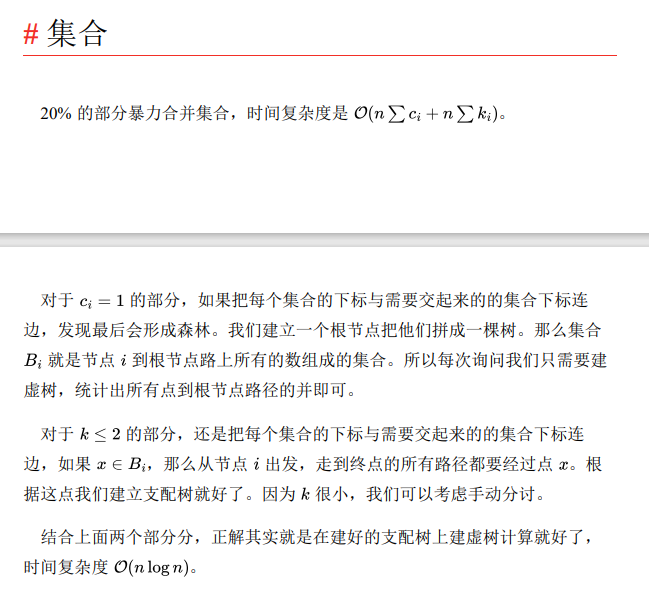 # 集合
20% 的部分暴力合并集合，时间复杂度是 𝒪(n∑cᵢ + n∑kᵢ)。
对于 cᵢ = 1 的部分，如果把每个集合的下标与需要交起来的的集合下标连
边，发现最后会形成森林。我们建立一个根节点把他们拼成一棵树。那么集合
Bᵢ 就是节点 i 到根节点路上所有的数组成的集合。所以每次询问我们只需要建
虚树，统计出所有点到根节点路径的并即可。
对于 k ≤ 2 的部分，还是把每个集合的下标与需要交起来的的集合下标连
边，如果 x ∈ Bᵢ，那么从节点 i 出发，走到终点的所有路径都要经过点 x。根
据这点我们建立支配树就好了。因为 k 很小，我们可以考虑手动分讨。
结合上面两个部分分，正解其实就是在建好的支配树上建虚树计算就好了，
时间复杂度 𝒪(n log n)。